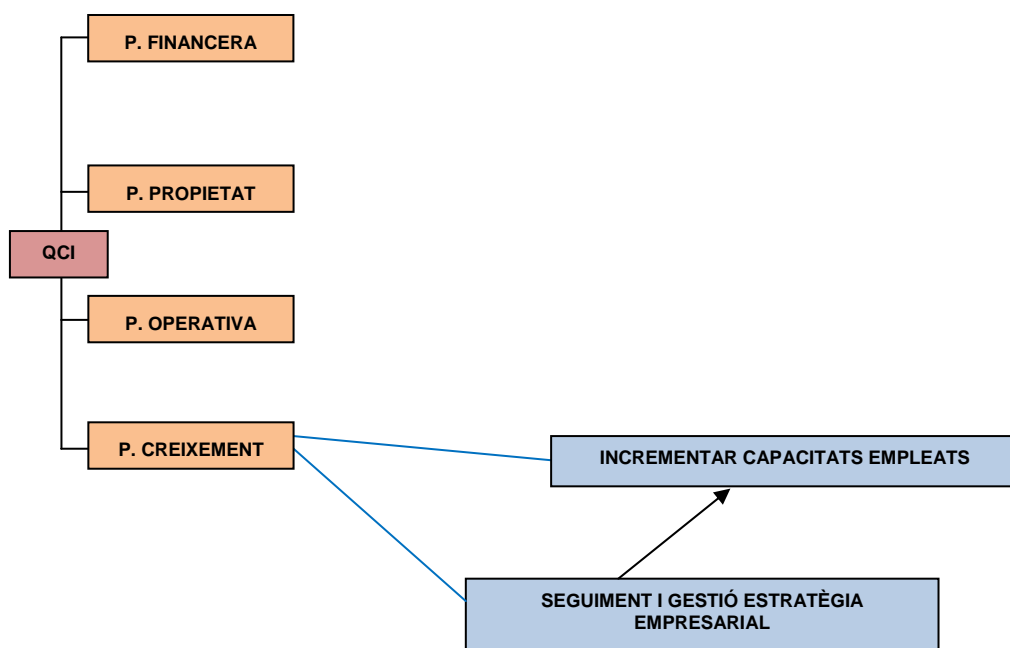 P. FINANCERA
P. PROPIETAT
QCI
P. OPERATIVA
P. CREIXEMENT
INCREMENTAR CAPACITATS EMPLEATS
SEGUIMENT I GESTIÓ ESTRATÈGIA
EMPRESARIAL